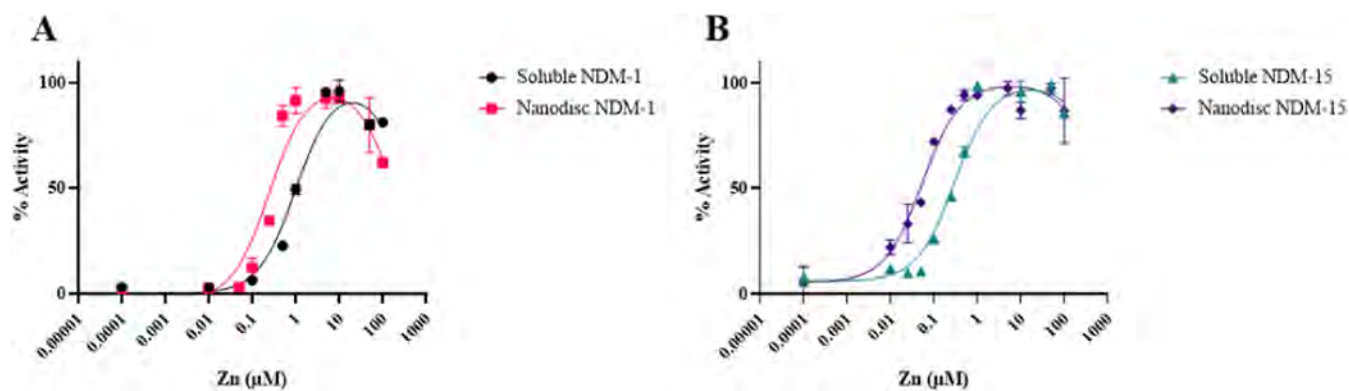 A
% Activity
100
50
0
0.00001
0.0001
0.001
0.01
0.1
1
10
100
1000
Zn (µM)
Soluble NDM-1
Nanodisc NDM-1
B
% Activity
100
50
0
0.00001
0.0001
0.001
0.01
0.1
1
10
100
1000
Zn (µM)
Soluble NDM-15
Nanodisc NDM-15